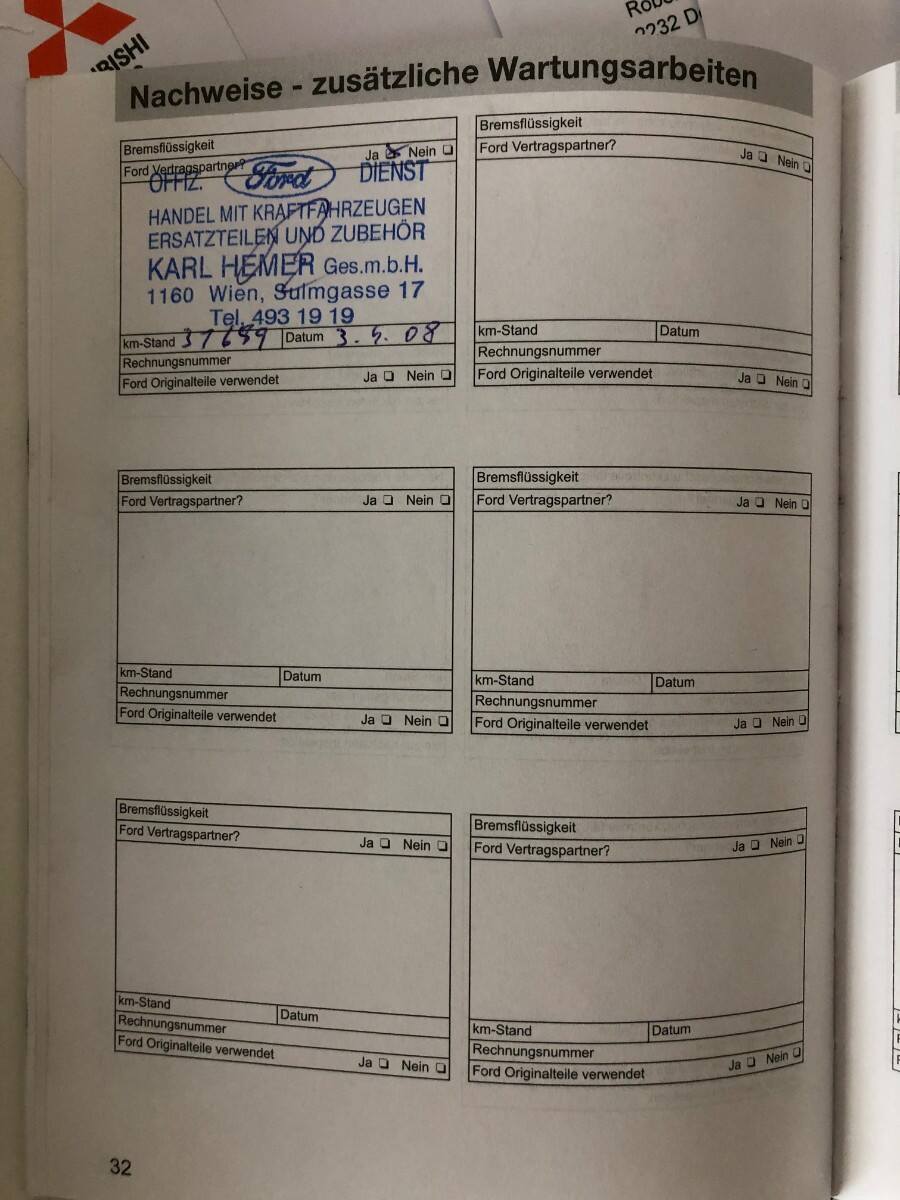 BISHI
Rob
2232 D
Nachweise - zusätzliche Wartungsarbeiten
Bremsflüssigkeit
Ford Vertragspartner? Ja ☒ Nein ❏
OFFIZ. Ford DIENST
HANDEL MIT KRAFTFAHRZEUGEN
ERSATZTEILEN UND ZUBEHÖR
KARL HEMER Ges.m.b.H.
1160 Wien, Sulmgasse 17
Tel. 493 19 19
km-Stand Datum 3. 5. 08
Rechnungsnummer
Ford Originalteile verwendet Ja ❏ Nein ❏
Bremsflüssigkeit
Ford Vertragspartner? Ja ❏ Nein ❏
km-Stand Datum
Rechnungsnummer
Ford Originalteile verwendet Ja ❏ Nein ❏
Bremsflüssigkeit
Ford Vertragspartner? Ja ❏ Nein ❏
km-Stand Datum
Rechnungsnummer
Ford Originalteile verwendet Ja ❏ Nein ❏
Bremsflüssigkeit
Ford Vertragspartner? Ja ❏ Nein ❏
km-Stand Datum
Rechnungsnummer
Ford Originalteile verwendet Ja ❏ Nein ❏
Bremsflüssigkeit
Ford Vertragspartner? Ja ❏ Nein ❏
km-Stand Datum
Rechnungsnummer
Ford Originalteile verwendet Ja ❏ Nein ❏
Bremsflüssigkeit
Ford Vertragspartner? Ja ❏ Nein ❏
km-Stand Datum
Rechnungsnummer
Ford Originalteile verwendet Ja ❏ Nein ❏
32